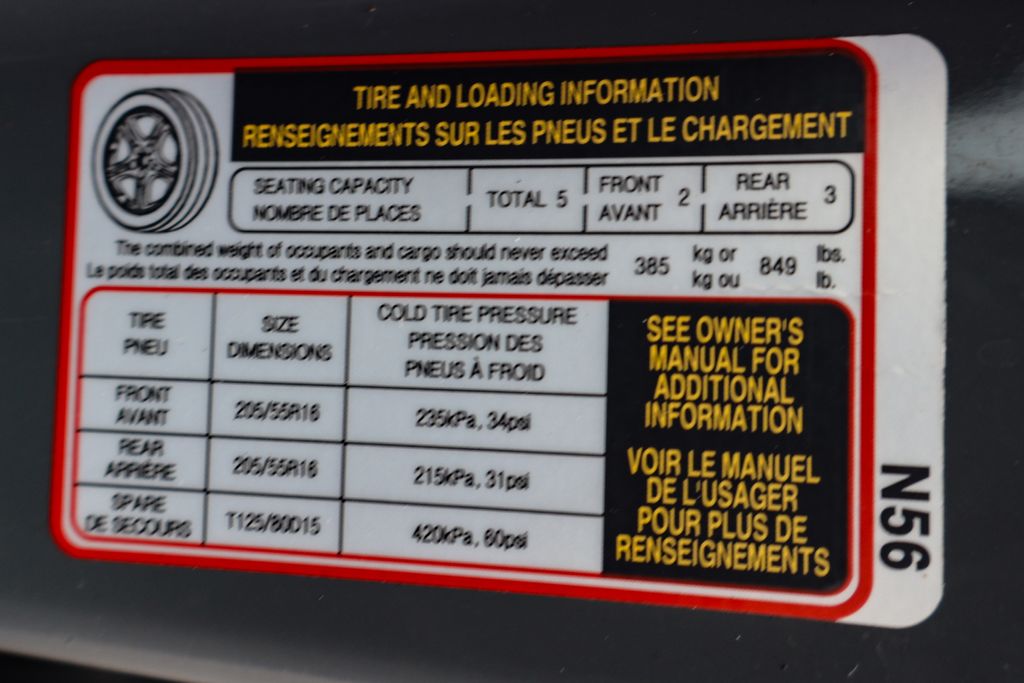 TIRE AND LOADING INFORMATION
RENSEIGNEMENTS SUR LES PNEUS ET LE CHARGEMENT
SEATING CAPACITY
NOMBRE DE PLACES
TOTAL 5
FRONT
AVANT
2
REAR
ARRIÈRE
3
The combined weight of occupants and cargo should never exceed 385 kg or 849 lbs.
Le poids total des occupants et du chargement ne doit jamais dépasser kg ou lb.
TIRE
PNEU
SIZE
DIMENSIONS
COLD TIRE PRESSURE
PRESSION DES
PNEUS À FROID
FRONT
AVANT
205/55R16
235kPa, 34psi
REAR
ARRIÈRE
205/55R16
215kPa, 31psi
SPARE
DE SECOURS
T125/80D15
420kPa, 60psi
SEE OWNER'S
MANUAL FOR
ADDITIONAL
INFORMATION
VOIR LE MANUEL
DE L'USAGER
POUR PLUS DE
RENSEIGNEMENTS
N56